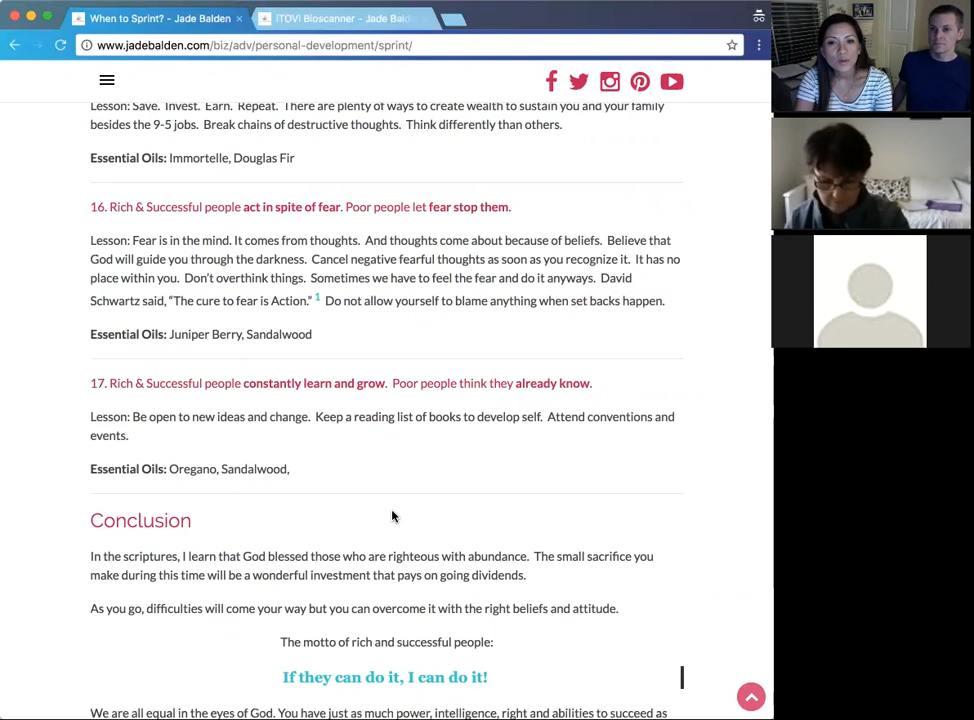 When to Sprint? - Jade Balden
iTOVi Bioscanner - Jade Bald
www.jadebalden.com/biz/adv/personal-development/sprint/
Lesson: Save. Invest. Earn. Repeat. There are plenty of ways to create wealth to sustain you and your family
besides the 9-5 jobs. Break chains of destructive thoughts. Think differently than others.
Essential Oils: Immortelle, Douglas Fir
16. Rich & Successful people act in spite of fear. Poor people let fear stop them.
Lesson: Fear is in the mind. It comes from thoughts. And thoughts come about because of beliefs. Believe that
God will guide you through the darkness. Cancel negative fearful thoughts as soon as you recognize it. It has no
place within you. Don't overthink things. Sometimes we have to feel the fear and do it anyways. David
Schwartz said, "The cure to fear is Action." 1 Do not allow yourself to blame anything when set backs happen.
Essential Oils: Juniper Berry, Sandalwood
17. Rich & Successful people constantly learn and grow. Poor people think they already know.
Lesson: Be open to new ideas and change. Keep a reading list of books to develop self. Attend conventions and
events.
Essential Oils: Oregano, Sandalwood,
Conclusion
In the scriptures, I learn that God blessed those who are righteous with abundance. The small sacrifice you
make during this time will be a wonderful investment that pays on going dividends.
As you go, difficulties will come your way but you can overcome it with the right beliefs and attitude.
The motto of rich and successful people:
If they can do it, I can do it!
We are all equal in the eyes of God. You have just as much power, intelligence, right and abilities to succeed as